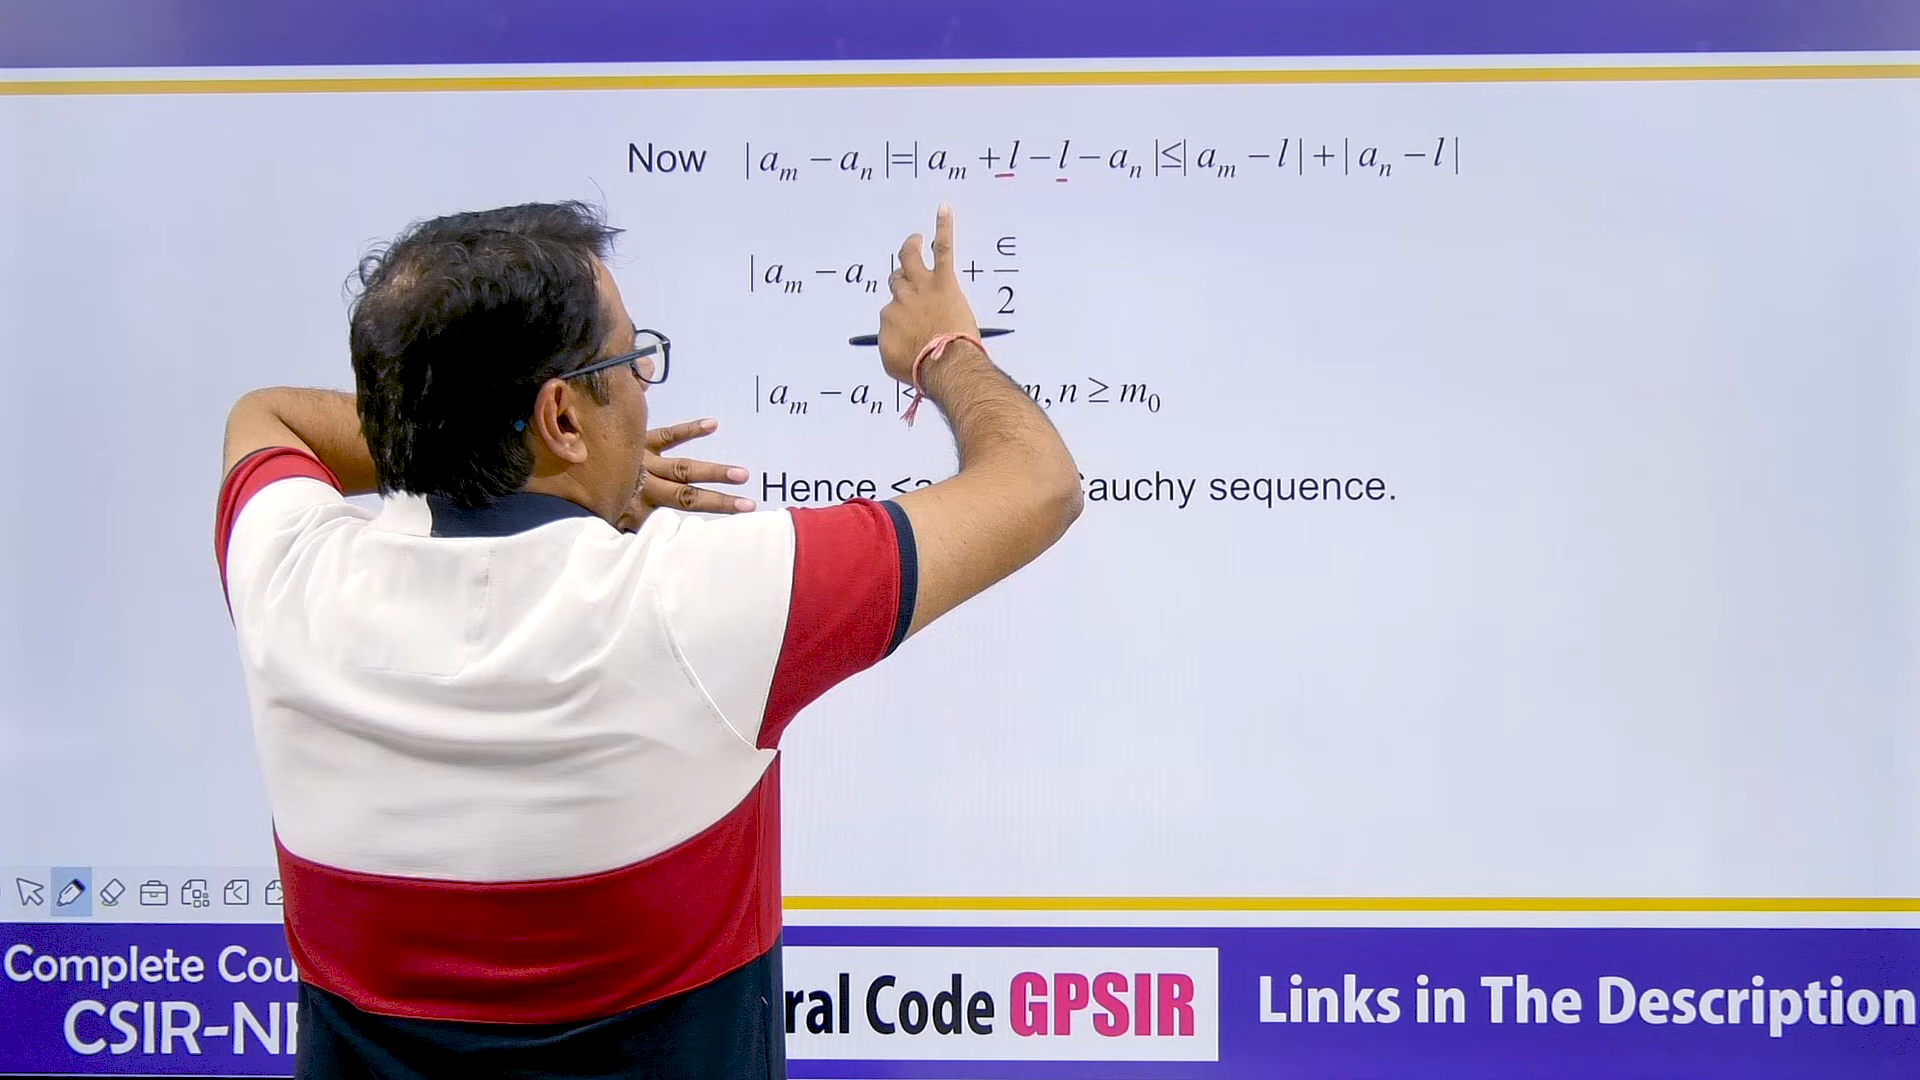 Now |a_m − a_n|=|a_m + l − l − a_n|≤|a_m − l|+|a_n − l|
|a_m − a_n| + ∈/2
|a_m − a_n|< , n ≥ m_0
Hence <a auchy sequence.
Complete Cou
CSIR-N
ral Code GPSIR
Links in The Description